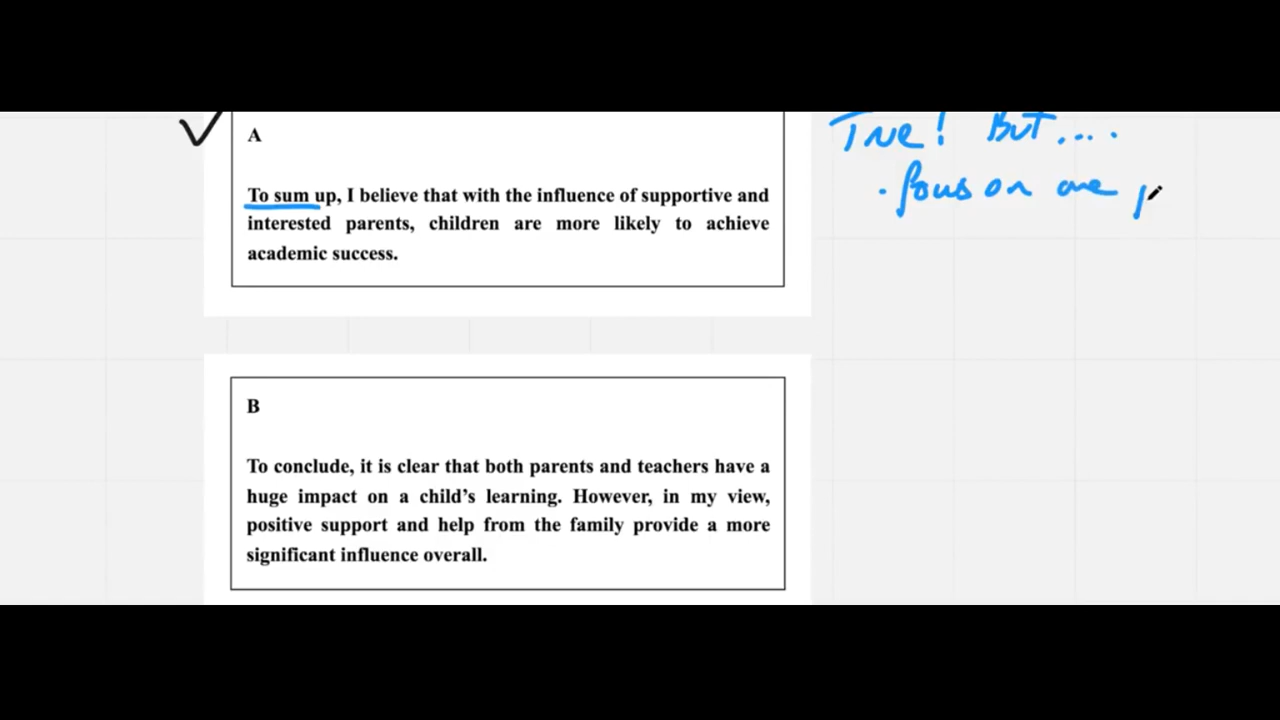 A
True! But....
To sum up, I believe that with the influence of supportive and
· focus on one p
interested parents, children are more likely to achieve
academic success.
B
To conclude, it is clear that both parents and teachers have a
huge impact on a child's learning. However, in my view,
positive support and help from the family provide a more
significant influence overall.